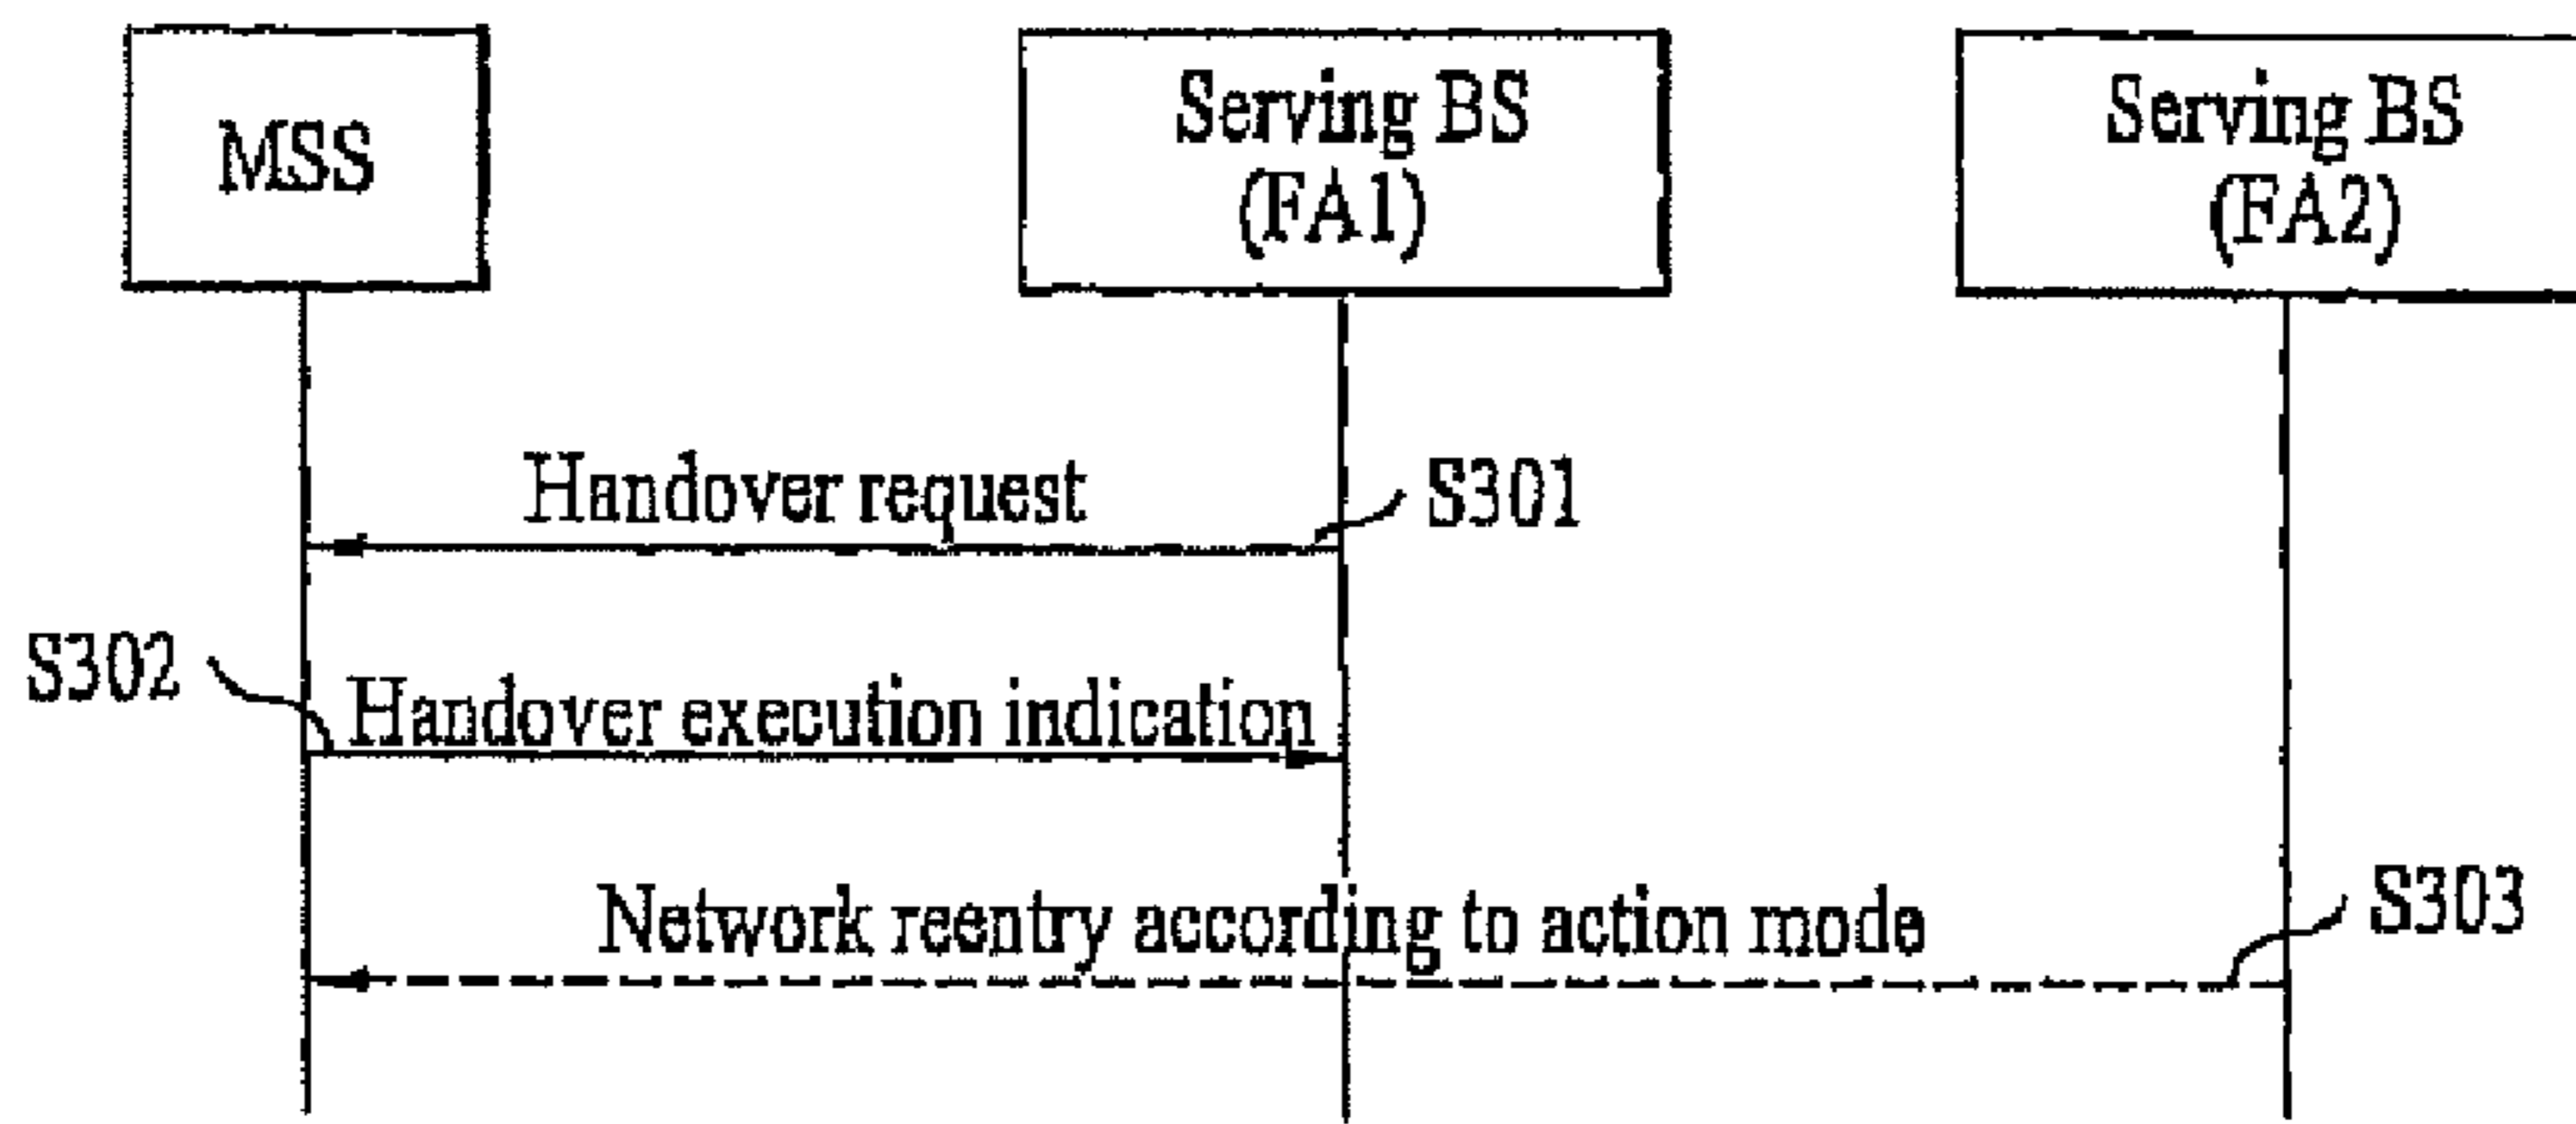 MSS
Serving BS
(FA1)
Serving BS
(FA2)
Handover request
S301
S302
Handover execution indication
Network reentry according to action mode
S303